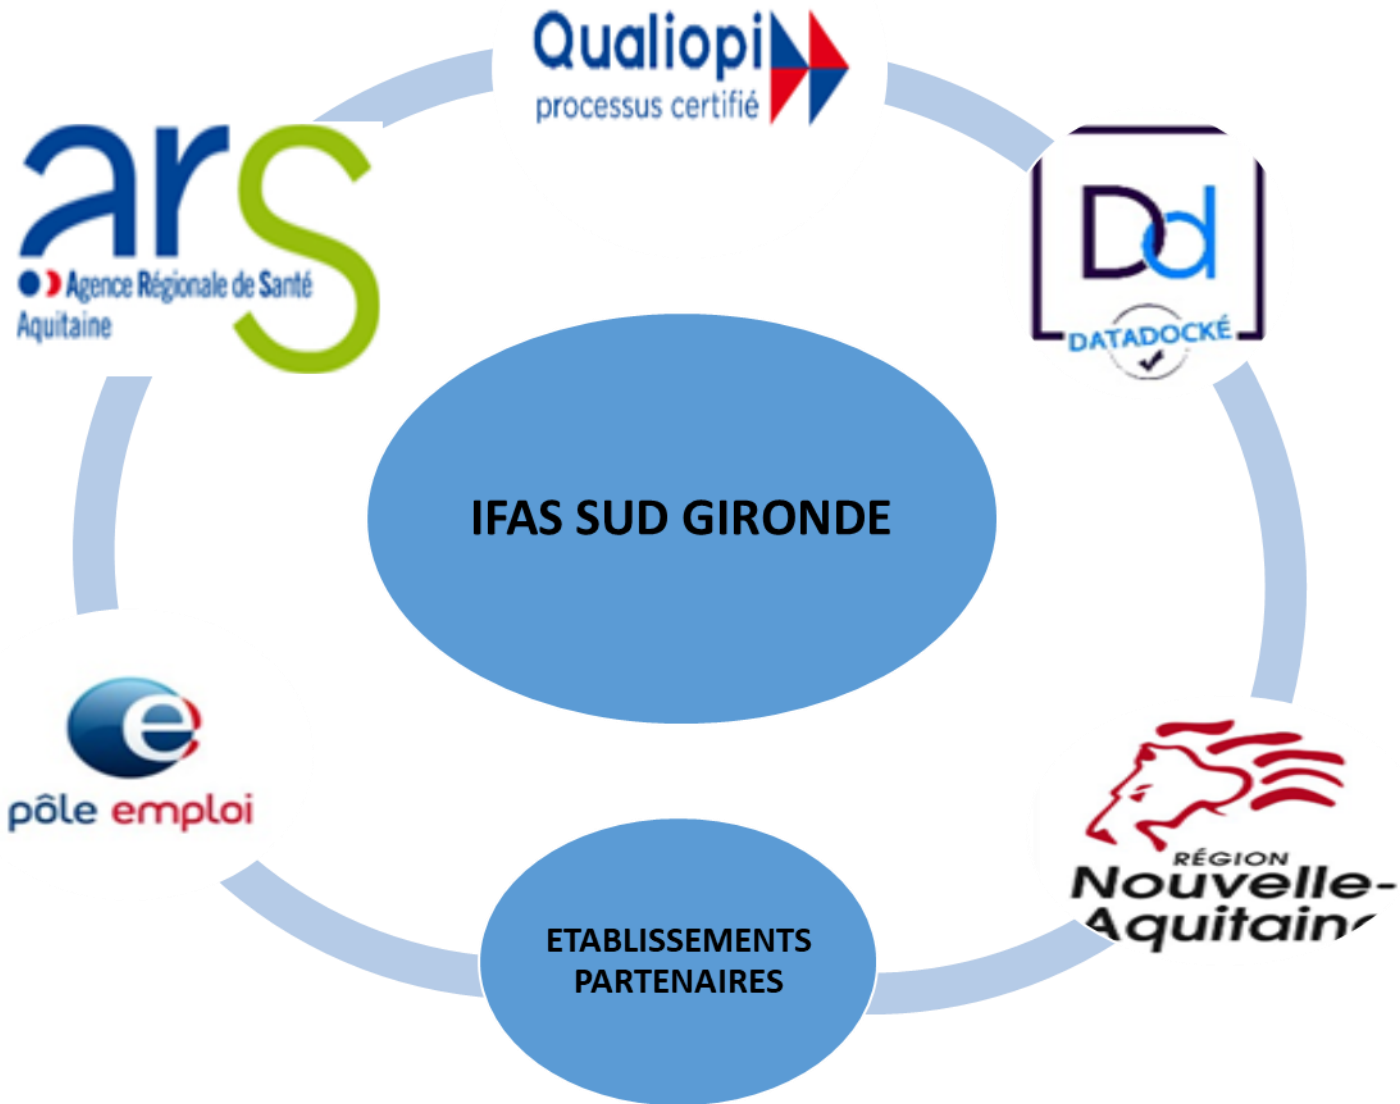 Qualiopi
processus certifié
ars
Agence Régionale de Santé
Aquitaine
Dd
DATADOCKÉ
IFAS SUD GIRONDE
e
pôle emploi
RÉGION
Nouvelle-
Aquitaine
ETABLISSEMENTS
PARTENAIRES